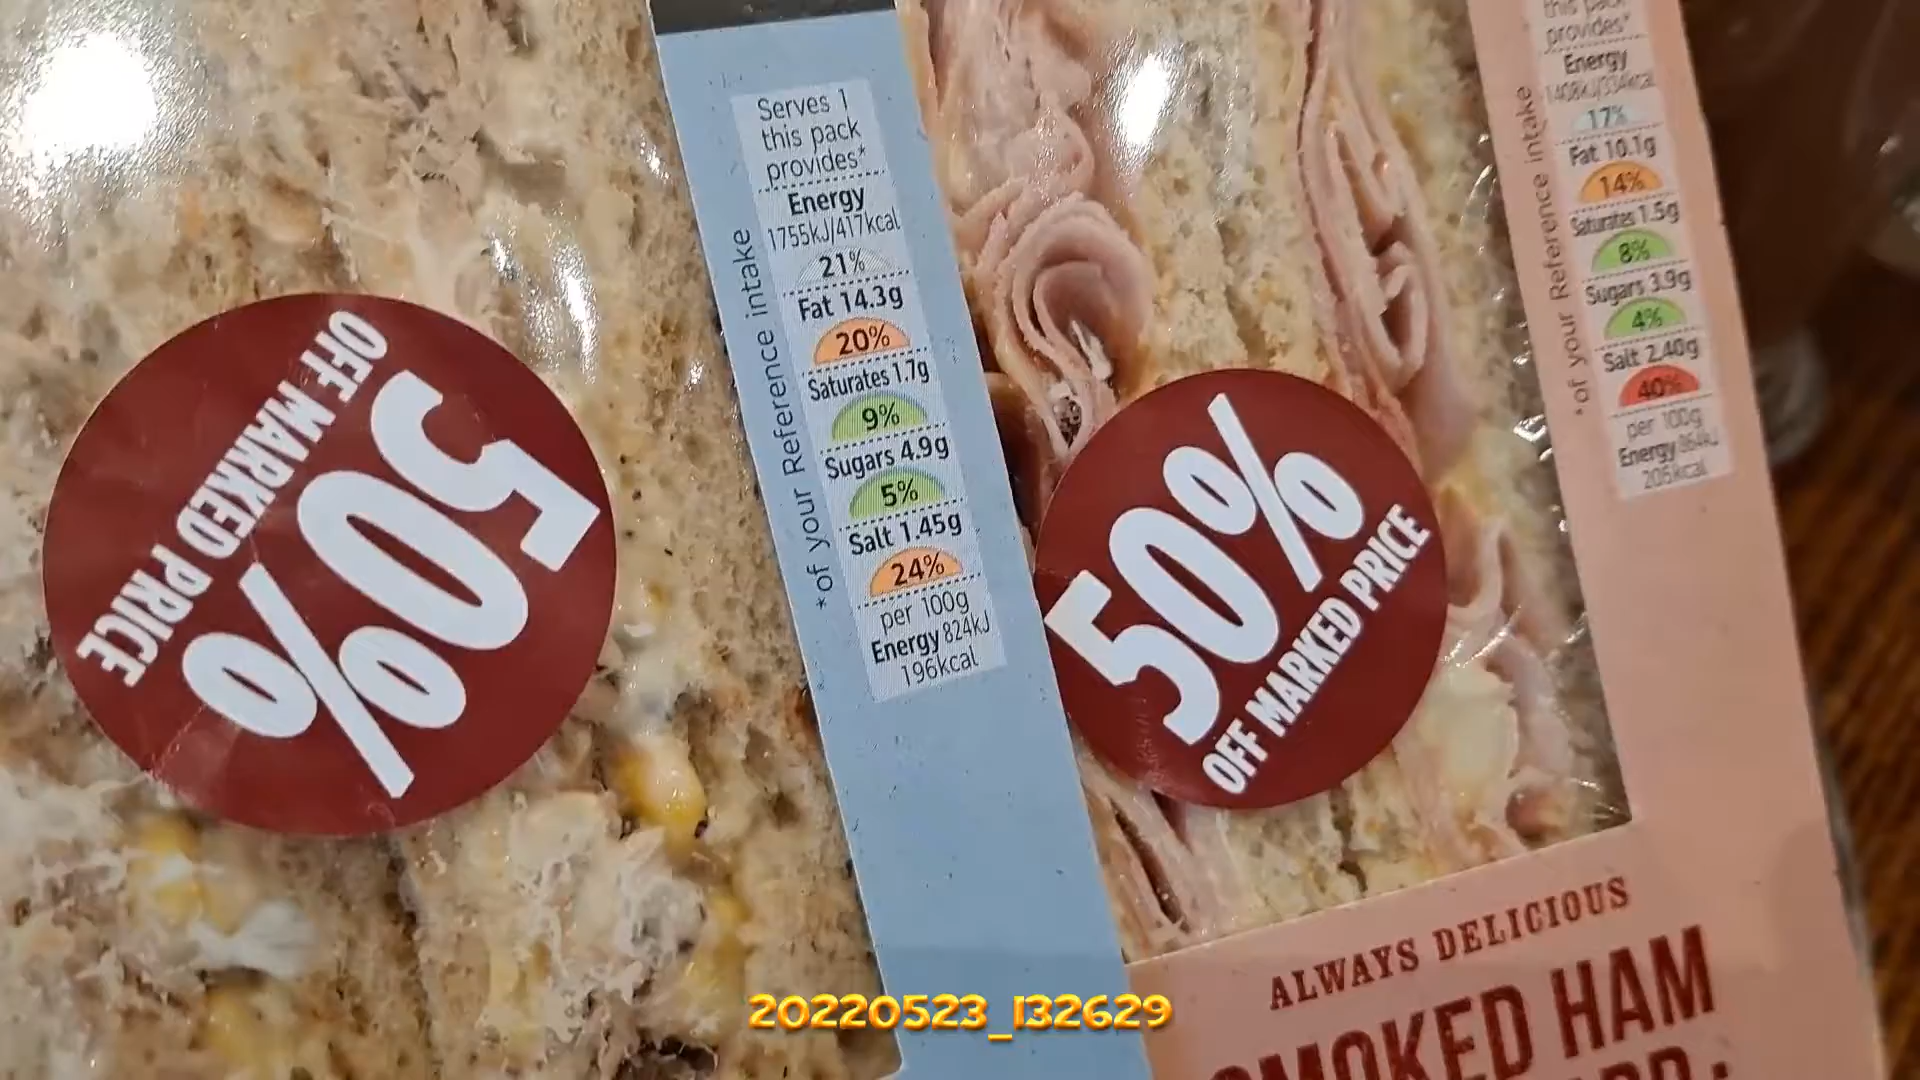 50%
OFF MARKED PRICE
Serves 1
this pack
provides*
Energy
1755kJ/417kcal
21%
Fat 14.3g
20%
Saturates 1.7g
9%
Sugars 4.9g
5%
Salt 1.45g
24%
per 100g
Energy 824kJ
196kcal
*of your Reference intake
50%
OFF MARKED PRICE
this pack
provides*
Energy
1408kJ/334kcal
17%
Fat 10.1g
14%
Saturates 1.5g
8%
Sugars 3.9g
4%
Salt 2.40g
40%
per 100g
Energy 864kJ
205kcal
*of your Reference intake
ALWAYS DELICIOUS
SMOKED HAM
20220523_132629